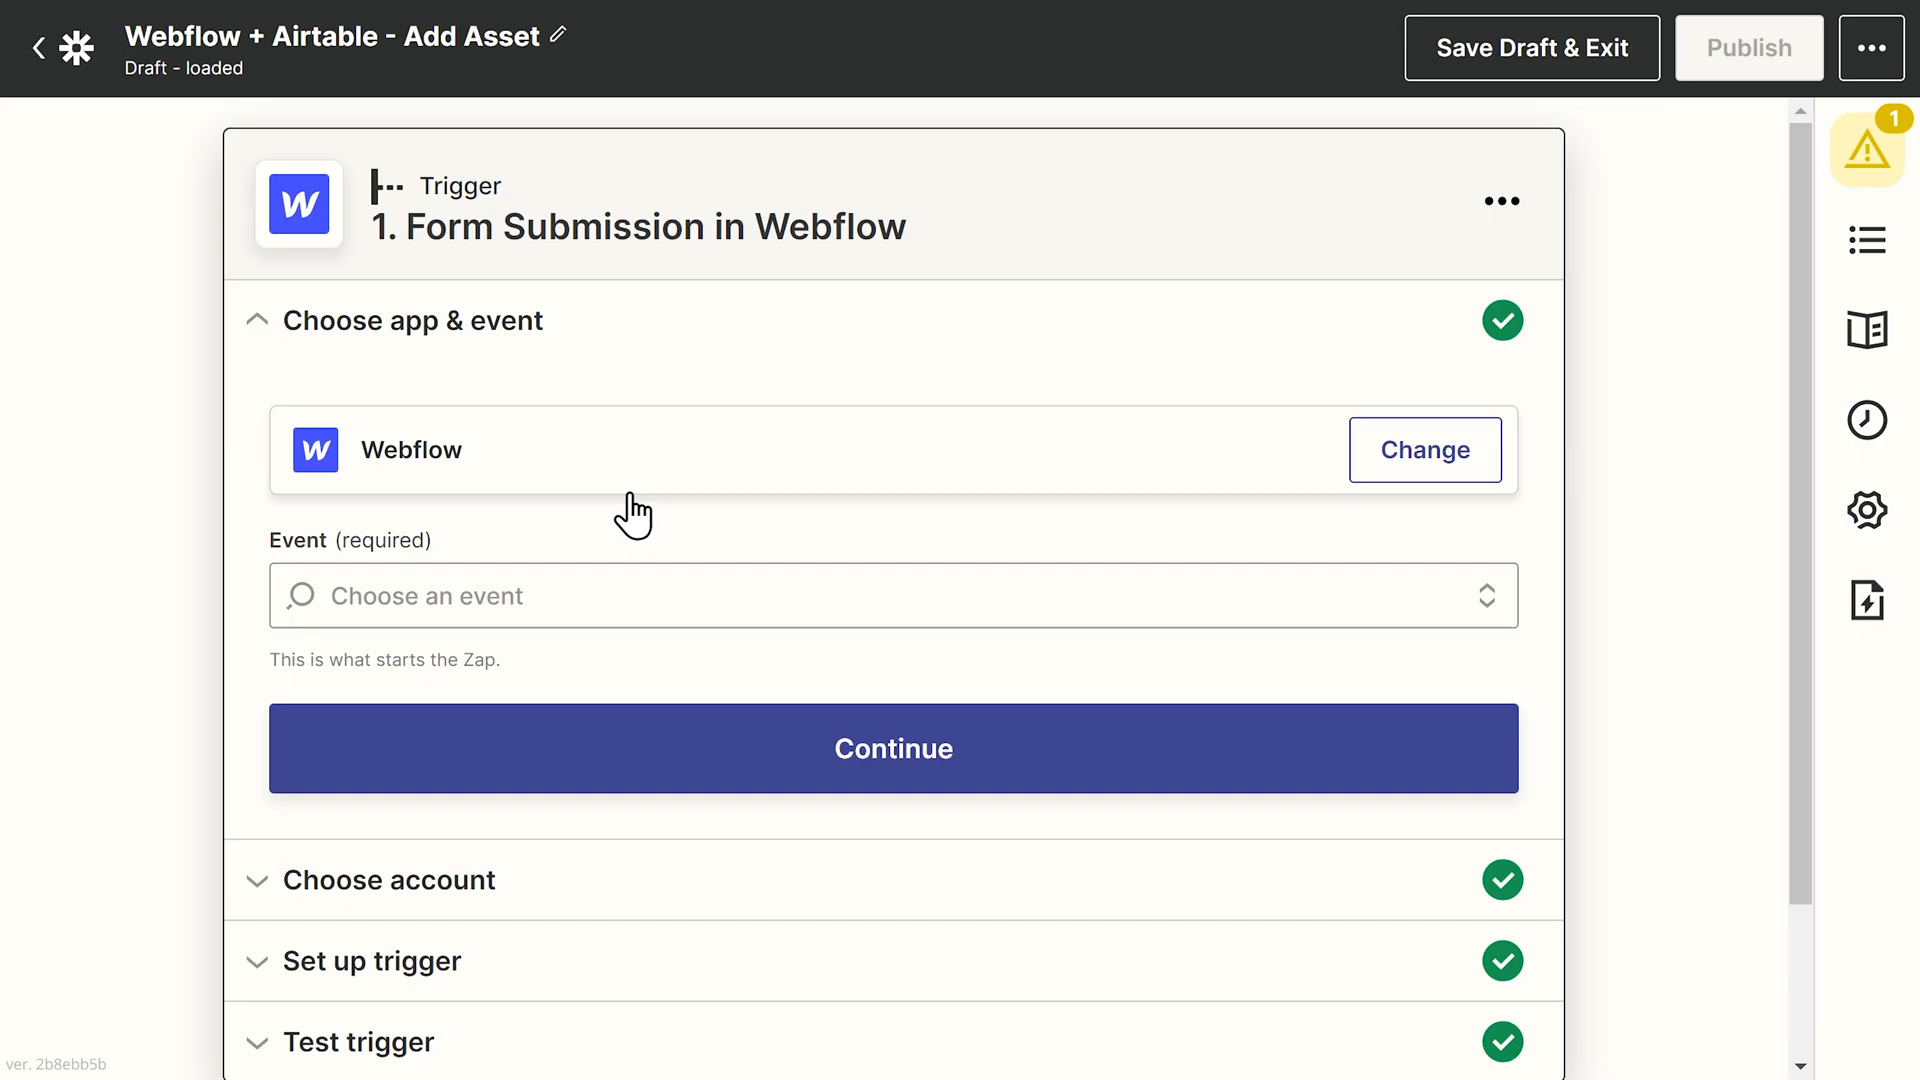 Webflow + Airtable - Add Asset
Draft - loaded
Save Draft & Exit
Publish
1
Trigger
1. Form Submission in Webflow
Choose app & event
Webflow
Change
Event (required)
Choose an event
This is what starts the Zap.
Continue
Choose account
Set up trigger
Test trigger
ver. 2b8ebb5b